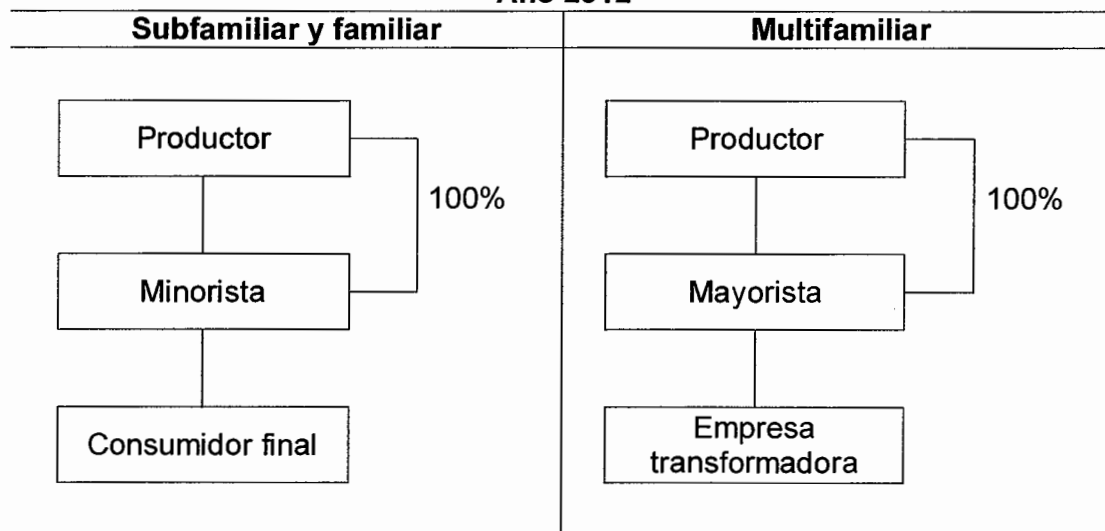 Subfamiliar y familiar
Multifamiliar
Productor
100%
Minorista
Consumidor final
Productor
100%
Mayorista
Empresa
transformadora